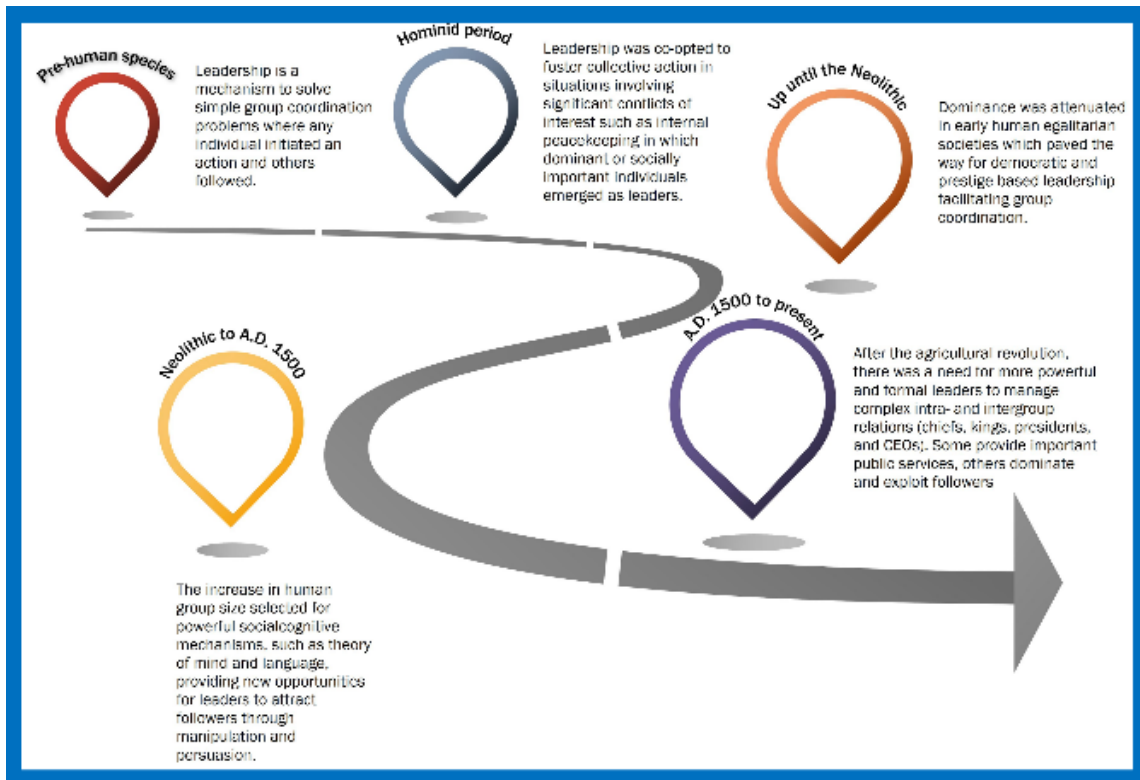 Pre-human species
Leadership is a
mechanism to solve
simple group coordination
problems where any
individual initiated an
action and others
followed.
Hominid period
Leadership was co-opted to
foster collective action in
situations involving
significant conflicts of
interest such as internal
peacekeeping in which
dominant or socially
important individuals
emerged as leaders.
Up until the Neolithic
Dominance was attenuated
in early human egalitarian
societies which paved the
way for democratic and
prestige based leadership
facilitating group
coordination.
Neolithic to A.D. 1500
The increase in human
group size selected for
powerful socialcognitive
mechanisms, such as theory
of mind and language,
providing new opportunities
for leaders to attract
followers through
manipulation and
persuasion.
A.D. 1500 to present
After the agricultural revolution,
there was a need for more powerful
and formal leaders to manage
complex intra- and intergroup
relations (chiefs, kings, presidents,
and CEOs). Some provide important
public services, others dominate
and exploit followers